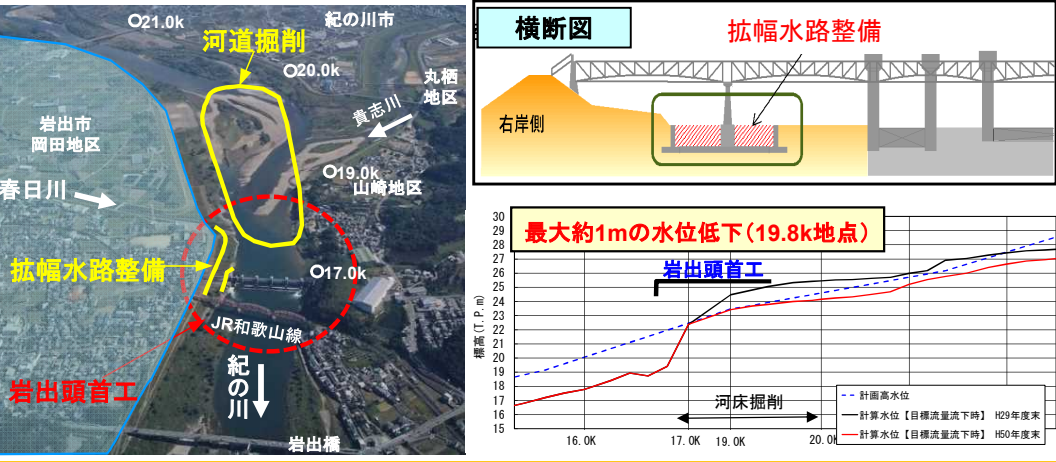 21.0k
紀の川市
河道掘削
20.0k
丸栖
地区
貴志川
岩出市
岡田地区
19.0k
山崎地区
春日川
拡幅水路整備
17.0k
JR和歌山線
岩出頭首工
紀の川
岩出橋
横断図
拡幅水路整備
右岸側
最大約1mの水位低下(19.8k地点)
岩出頭首工
標高(T.P.m)
30
29
28
27
26
25
24
23
22
21
20
19
18
17
16
15
河床掘削
計画高水位
計算水位【目標流量流下時】 H29年度末
計算水位【目標流量流下時】 H50年度末
16.0K
17.0K
19.0K
20.0K